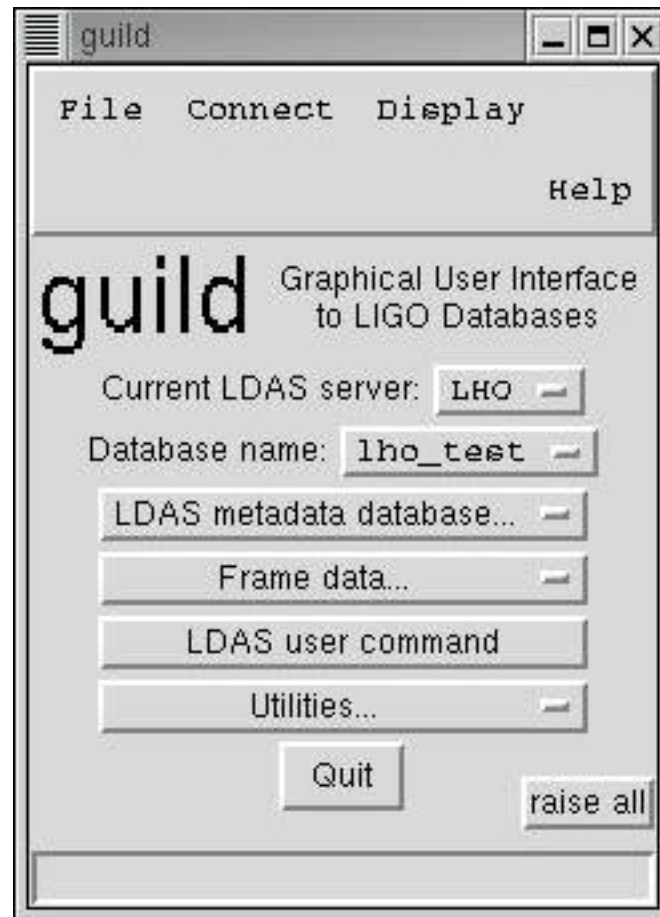 guild
File Connect Display
Help
guild
Graphical User Interface
to LIGO Databases
Current LDAS server: LHO
Database name: lho_test
LDAS metadata database...
Frame data...
LDAS user command
Utilities...
Quit
raise all